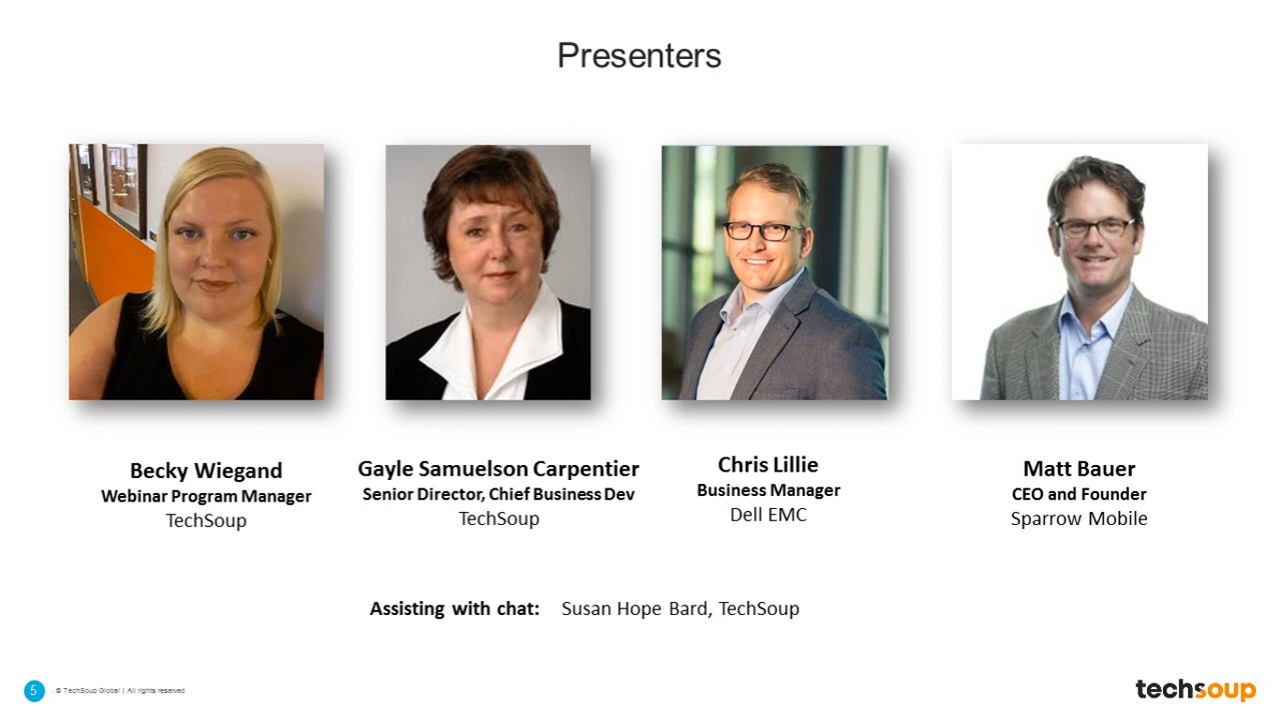 Presenters
Becky Wiegand
Webinar Program Manager
TechSoup
Gayle Samuelson Carpentier
Senior Director, Chief Business Dev
TechSoup
Chris Lillie
Business Manager
Dell EMC
Matt Bauer
CEO and Founder
Sparrow Mobile
Assisting with chat: Susan Hope Bard, TechSoup
5 . © TechSoup Global | All rights reserved
techsoup